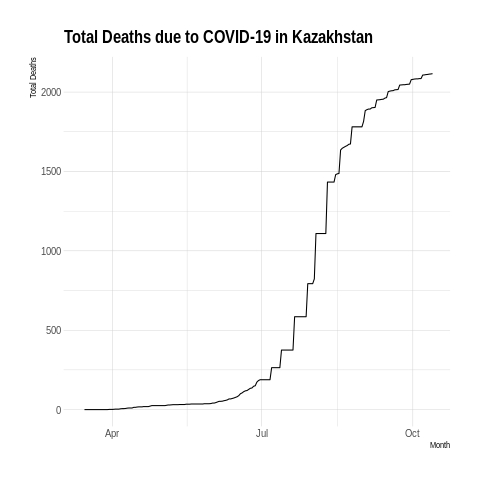 Total Deaths due to COVID-19 in Kazakhstan
Total Deaths
2000
1500
1000
500
0
Apr
Jul
Oct
Month